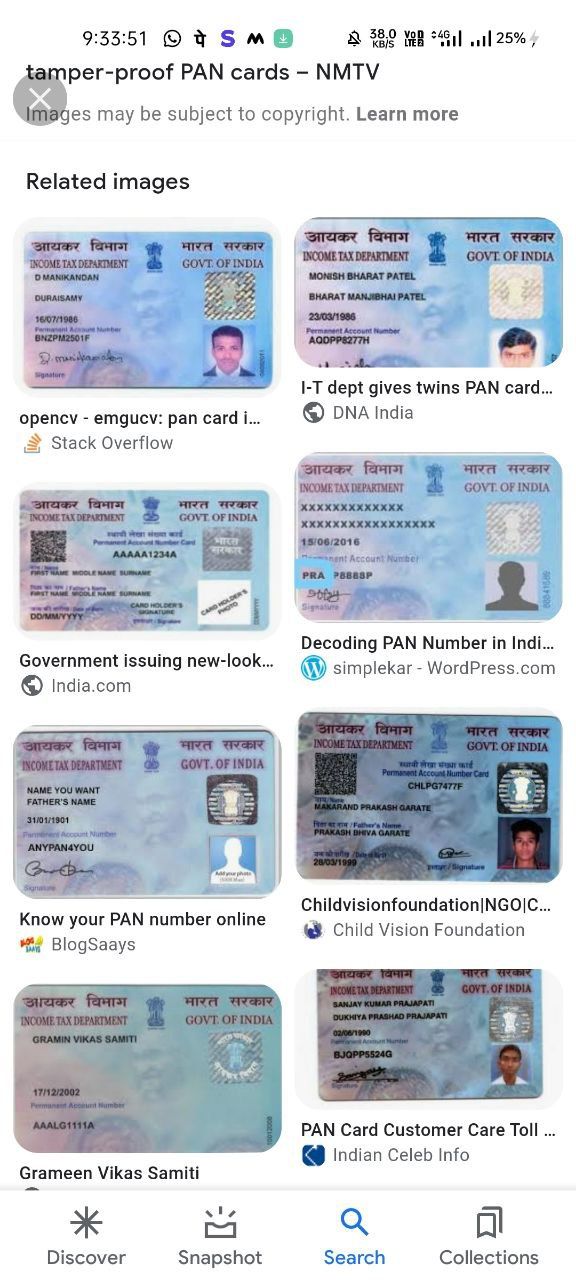 9:33:51
38.0 KB/S
VoD LTE2
4G
25%
tamper-proof PAN cards – NMTV
Images may be subject to copyright. Learn more
Related images
आयकर विभाग भारत सरकार
INCOME TAX DEPARTMENT GOVT. OF INDIA
D MANIKANDAN
DURAISAMY
16/07/1986
Permanent Account Number
BNZPM2501F
Signature
opencv - emgucv: pan card i...
Stack Overflow
आयकर विभाग भारत सरकार
INCOME TAX DEPARTMENT GOVT. OF INDIA
MONISH BHARAT PATEL
BHARAT MANJIBHAI PATEL
23/03/1986
Permanent Account Number
AQDPP8277H
I-T dept gives twins PAN card...
DNA India
आयकर विभाग भारत सरकार
INCOME TAX DEPARTMENT GOVT. OF INDIA
स्थायी लेखा संख्या कार्ड
Permanent Account Number Card
AAAAA1234A
भारत सरकार
FIRST NAME MIDDLE NAME SURNAME
FIRST NAME MIDDLE NAME SURNAME
DD/MM/YYYY
CARD HOLDER'S SIGNATURE
CARD HOLDER'S PHOTO
Government issuing new-look...
India.com
आयकर विभाग भारत सरकार
INCOME TAX DEPARTMENT GOVT. OF INDIA
XXXXXXXXXXXXX
XXXXXXXXXXXXXXXXX
15/06/2016
Permanent Account Number
PRA P8888P
Signature
Decoding PAN Number in Indi...
simplekar - WordPress.com
आयकर विभाग भारत सरकार
INCOME TAX DEPARTMENT GOVT. OF INDIA
NAME YOU WANT
FATHER'S NAME
31/01/1901
Permanent Account Number
ANYPAN4YOU
Signature
Add your photo
Know your PAN number online
BlogSaays
आयकर विभाग भारत सरकार
INCOME TAX DEPARTMENT GOVT. OF INDIA
स्थायी लेखा संख्या कार्ड
Permanent Account Number Card
CHLPG7477F
नाम / Name
MAKARAND PRAKASH GARATE
पिता का नाम / Father's Name
PRAKASH BHIVA GARATE
28/03/1999
हस्ताक्षर / Signature
Childvisionfoundation|NGO|C...
Child Vision Foundation
आयकर विभाग भारत सरकार
INCOME TAX DEPARTMENT GOVT. OF INDIA
GRAMIN VIKAS SAMITI
17/12/2002
Permanent Account Number
AAALG1111A
Grameen Vikas Samiti
आयकर विभाग भारत सरकार
INCOME TAX DEPARTMENT GOVT. OF INDIA
SANJAY KUMAR PRAJAPATI
DUKHIYA PRASHAD PRAJAPATI
02/06/1990
Permanent Account Number
BJQPP5524G
Signature
PAN Card Customer Care Toll ...
Indian Celeb Info
Discover
Snapshot
Search
Collections